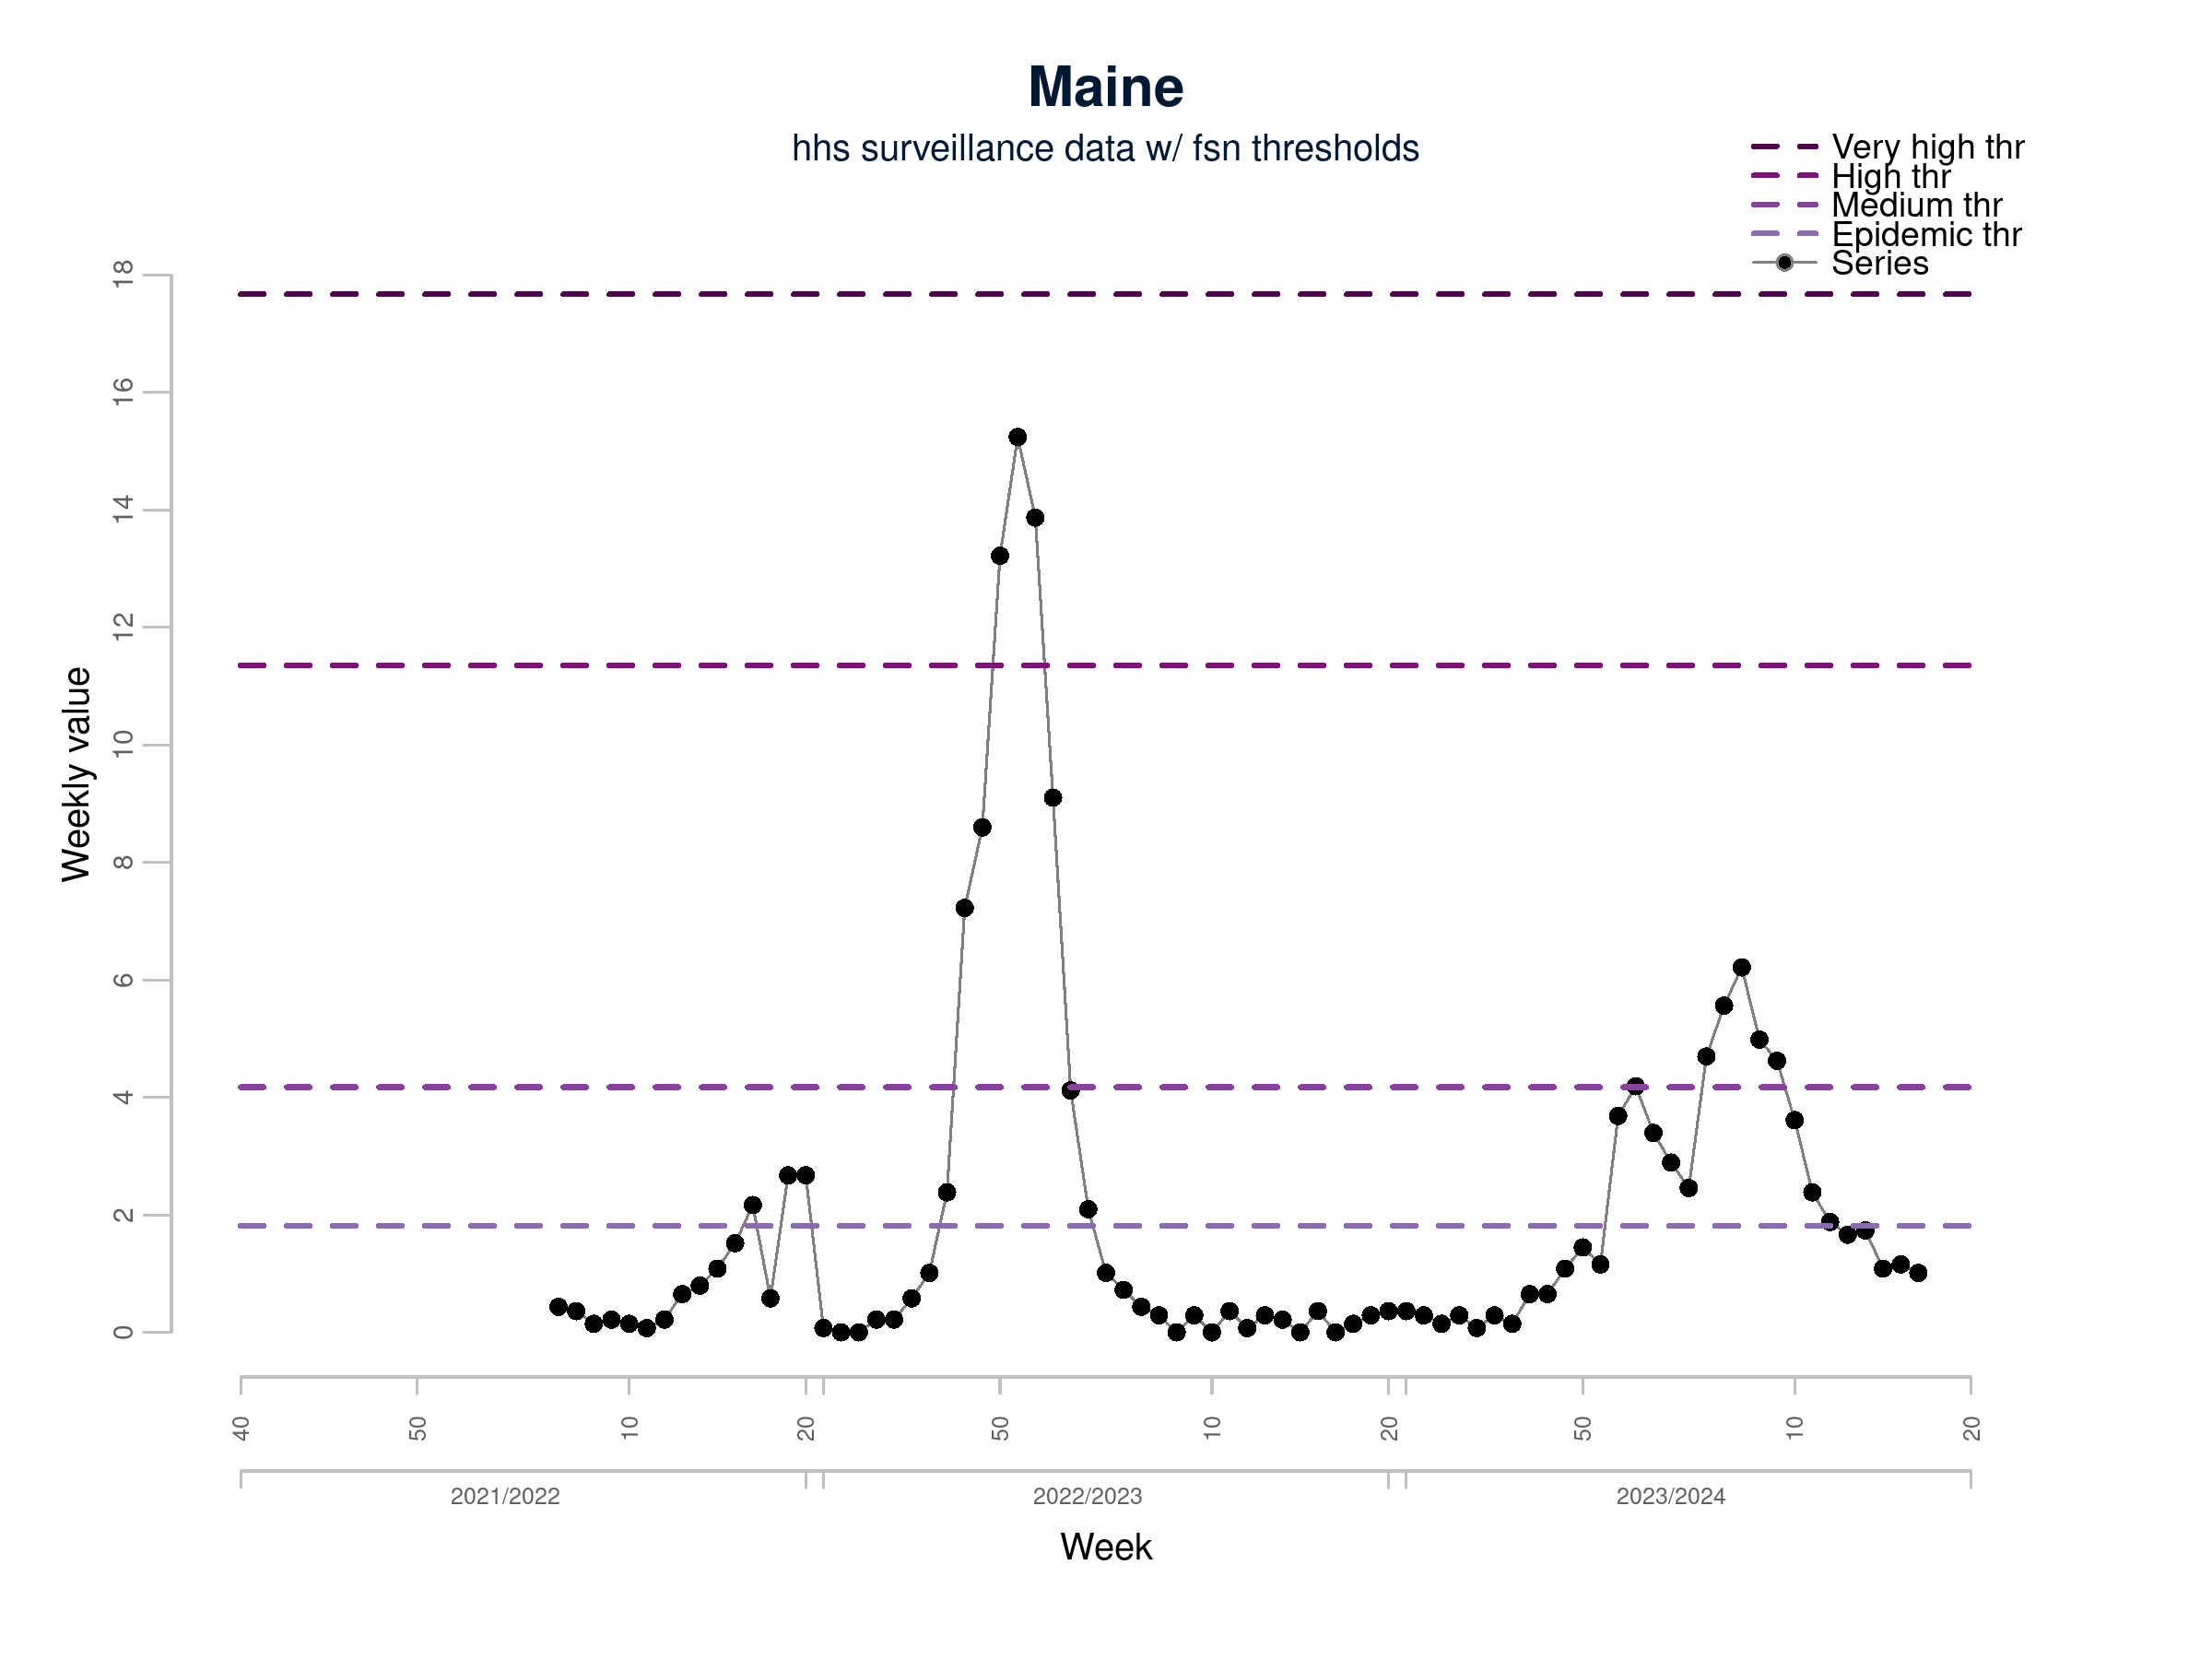 Maine
hhs surveillance data w/ fsn thresholds
Very high thr
High thr
Medium thr
Epidemic thr
Series
18
16
14
12
10
8
6
4
2
0
Weekly value
40 50 10 20 50 10 20 50 10 20
2021/2022 2022/2023 2023/2024
Week